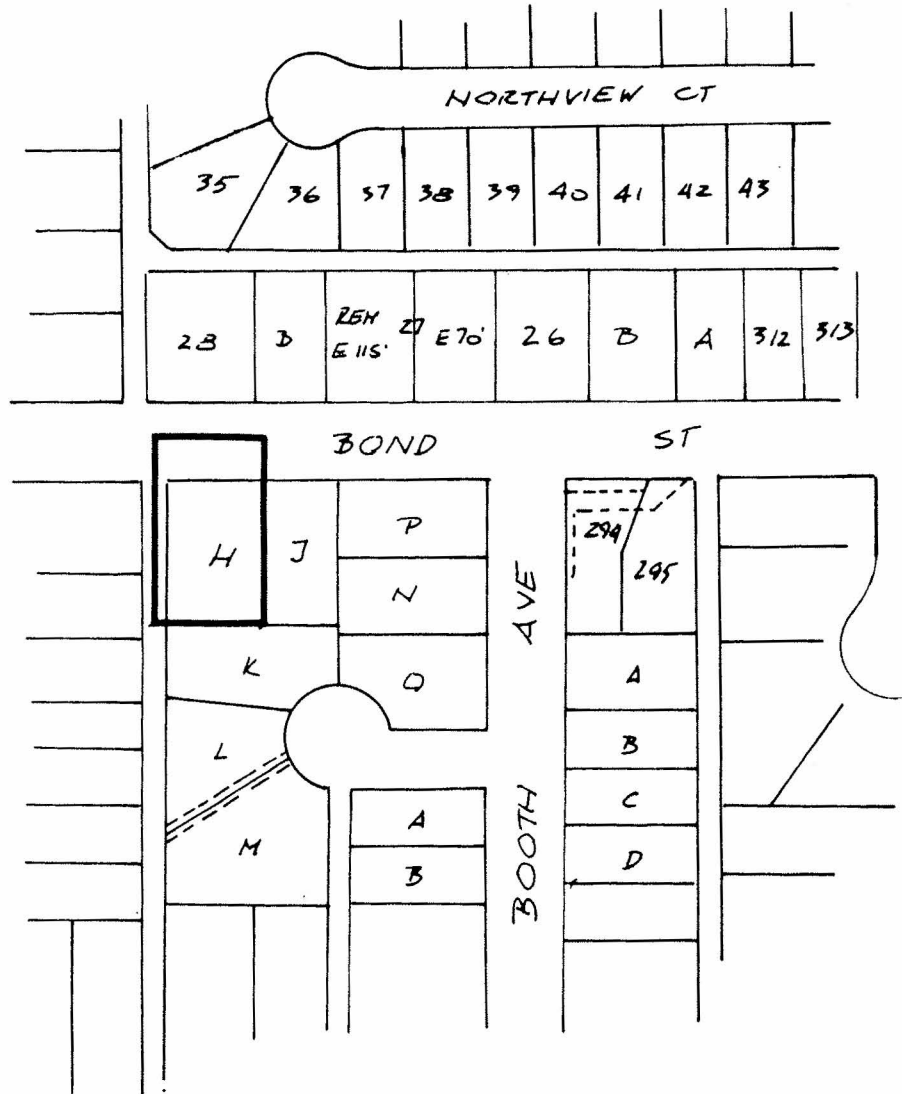 NORTHVIEW CT
35
36
37
38
39
40
41
42
43
28
D
REM
E 115'
27
E 70'
26
B
A
312
313
BOND ST
H
J
P
N
K
O
L
M
A
B
BOOTH AVE
294
295
A
B
C
D